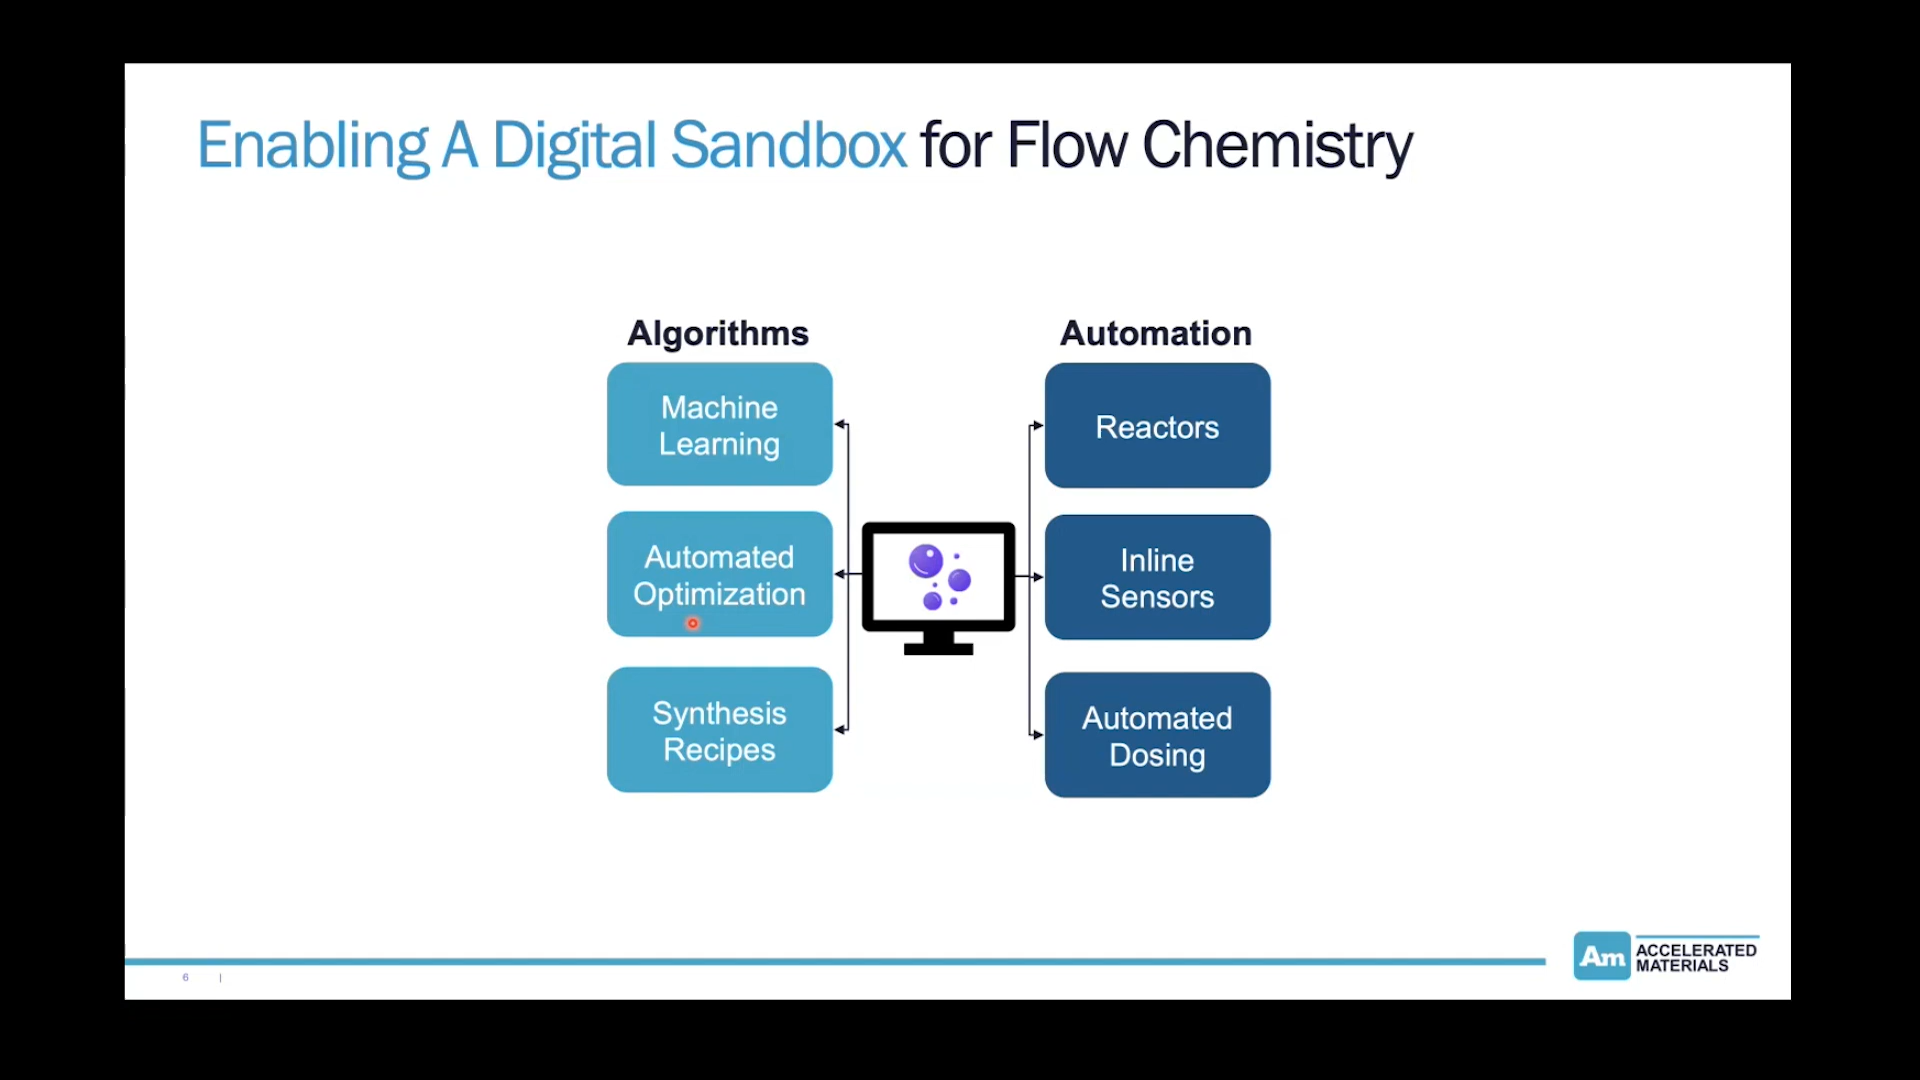 Enabling A Digital Sandbox for Flow Chemistry
Algorithms
Machine
Learning
Automated
Optimization
Synthesis
Recipes
Automation
Reactors
Inline
Sensors
Automated
Dosing
6 |
Am
ACCELERATED
MATERIALS